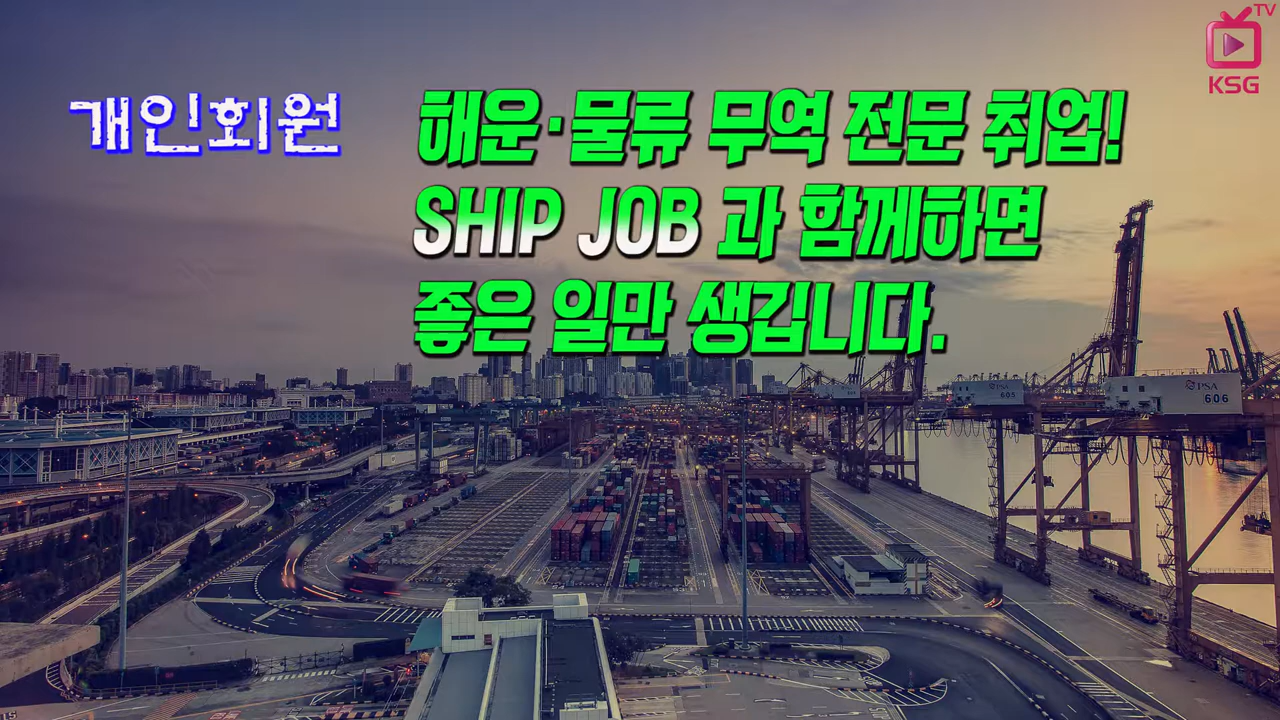 TV
KSG
개인회원
해운·물류 무역 전문 취업!
SHIP JOB 과 함께하면
좋은 일만 생깁니다.
PSA
605
PSA
606